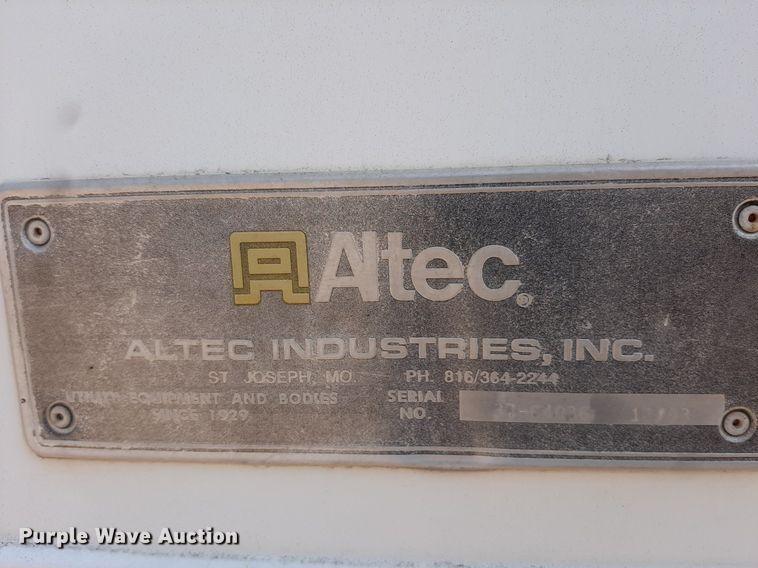 Altec®
ALTEC INDUSTRIES, INC.
ST. JOSEPH, MO. PH. 816/364-2244
UTILITY EQUIPMENT AND BODIES
SINCE 1929
SERIAL
NO.
Purple Wave Auction